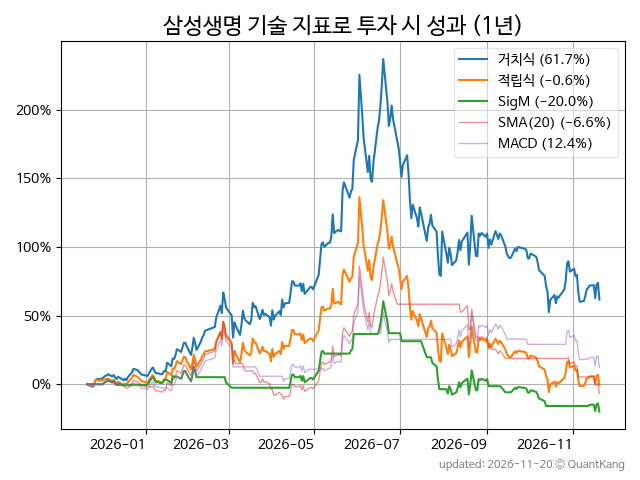 삼성생명 기술 지표로 투자 시 성과 (1년)
거치식 (61.7%)
적립식 (−0.6%)
SigM (−20.0%)
SMA(20) (−6.6%)
MACD (12.4%)
200%
150%
100%
50%
0%
2026-01 2026-03 2026-05 2026-07 2026-09 2026-11
updated: 2026-11-20 © QuantKang